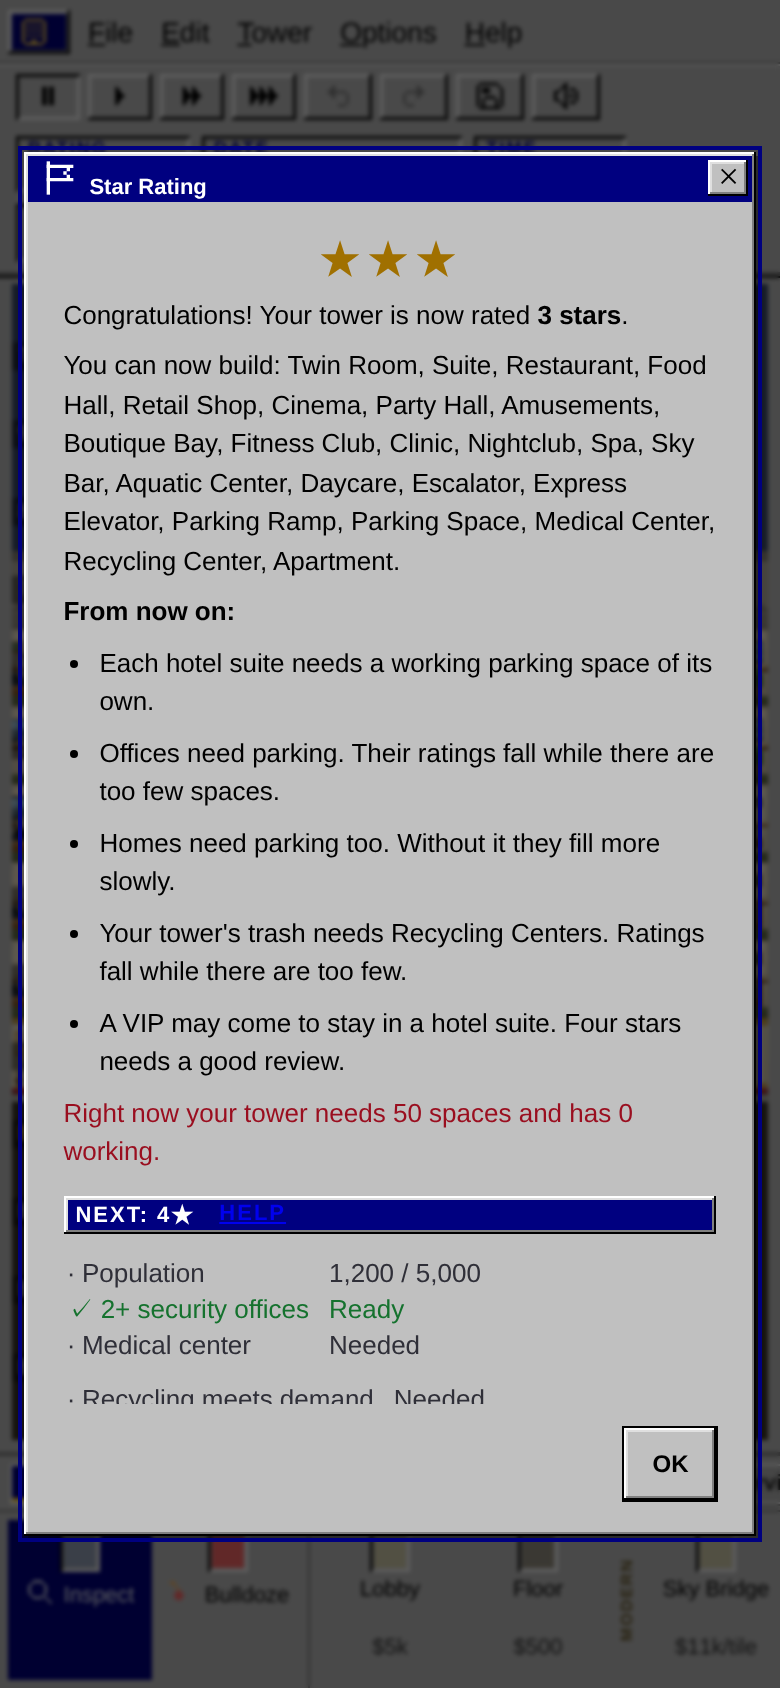 File Edit Tower Options Help
Star Rating
★★★
Congratulations! Your tower is now rated 3 stars.
You can now build: Twin Room, Suite, Restaurant, Food
Hall, Retail Shop, Cinema, Party Hall, Amusements,
Boutique Bay, Fitness Club, Clinic, Nightclub, Spa, Sky
Bar, Aquatic Center, Daycare, Escalator, Express
Elevator, Parking Ramp, Parking Space, Medical Center,
Recycling Center, Apartment.
From now on:
• Each hotel suite needs a working parking space of its
own.
• Offices need parking. Their ratings fall while there are
too few spaces.
• Homes need parking too. Without it they fill more
slowly.
• Your tower's trash needs Recycling Centers. Ratings
fall while there are too few.
• A VIP may come to stay in a hotel suite. Four stars
needs a good review.
Right now your tower needs 50 spaces and has 0
working.
NEXT: 4★ HELP
· Population 1,200 / 5,000
✓ 2+ security offices Ready
· Medical center Needed
· Recycling meets demand Needed
OK
Inspect Bulldoze Lobby Floor MODERN Sky Bridge
$5k $500 $11k/tile